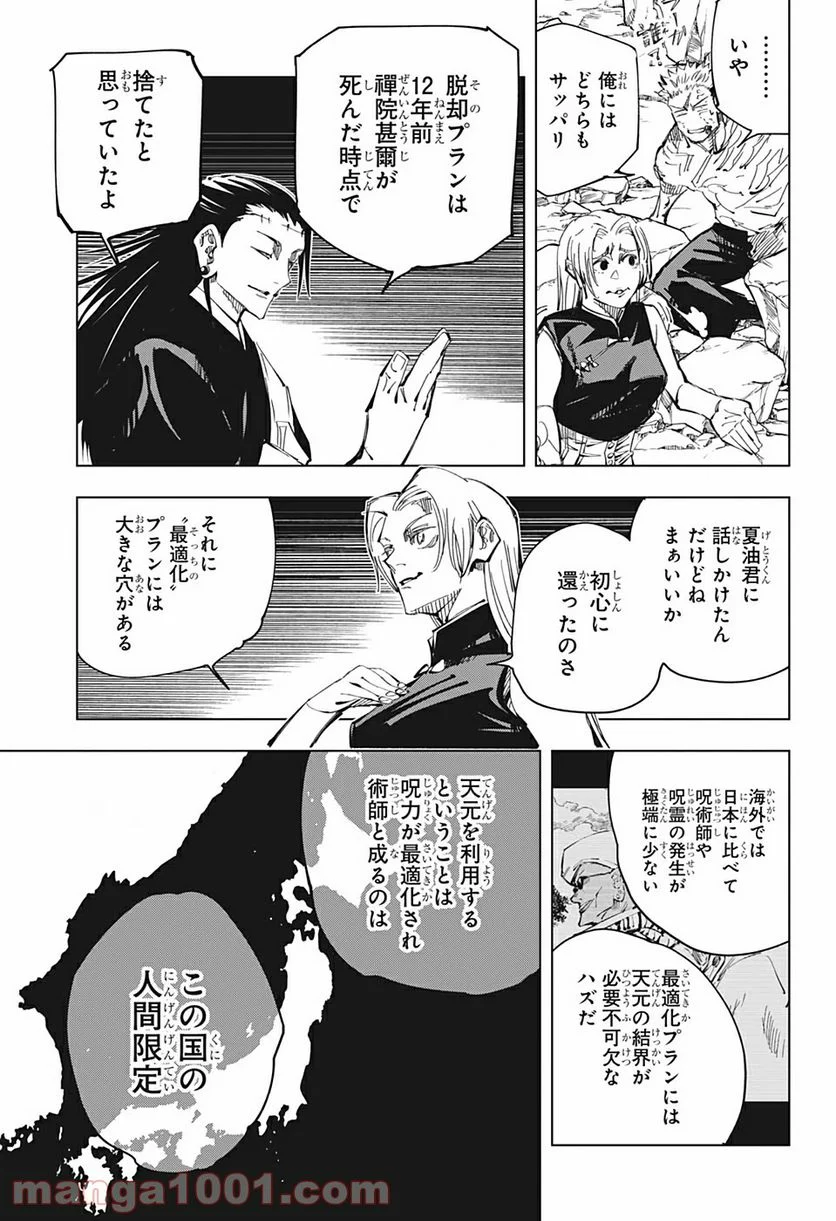 誰?
………
いや
俺には
どちらも
サッパリ
脱却プランは
12年前
禪院甚爾が
死んだ時点で
捨てたと
思っていたよ
夏油君に
話しかけたん
だけどね
まぁいいか
初心に
還ったのさ
それに
〝最適化〟
プランには
大きな穴がある
海外では
日本に比べて
呪術師や
呪霊の発生が
極端に少ない
最適化プランには
天元の結界が
必要不可欠な
ハズだ
天元を利用する
ということは
呪力が最適化され
術師と成るのは
この国の
人間限定
manga1001.com